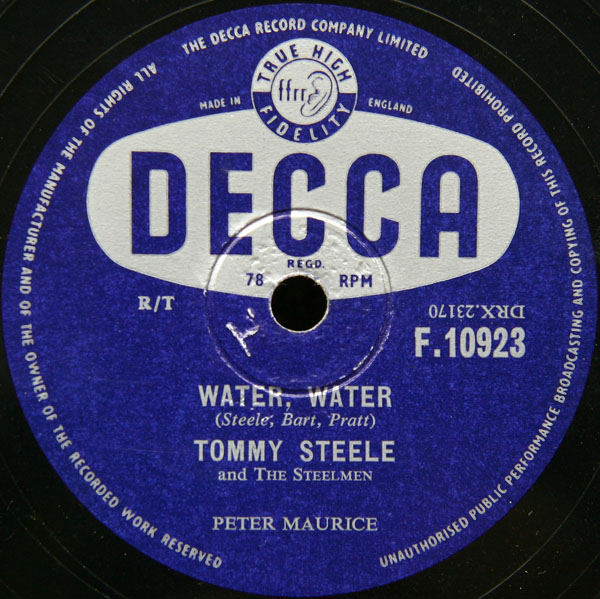 THE DECCA RECORD COMPANY LIMITED
ALL RIGHTS OF THE MANUFACTURER AND OF THE OWNER OF THE RECORDED WORK RESERVED
UNAUTHORISED PUBLIC PERFORMANCE BROADCASTING AND COPYING OF THIS RECORD PROHIBITED
TRUE HIGH
ffrr
FIDELITY
MADE IN ENGLAND
DECCA
REGD.
78 RPM
R/T
DRX.23170
F.10923
WATER, WATER
(Steele, Bart, Pratt)
TOMMY STEELE
and THE STEELMEN
PETER MAURICE